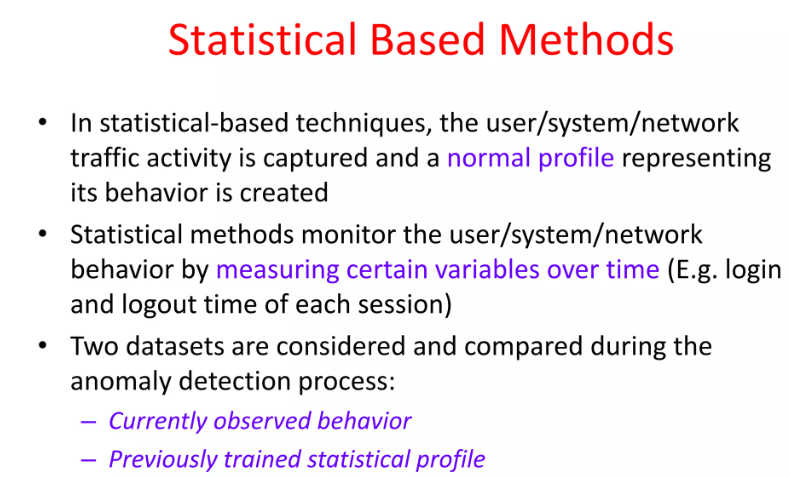 Statistical Based Methods
• In statistical-based techniques, the user/system/network
traffic activity is captured and a normal profile representing
its behavior is created
• Statistical methods monitor the user/system/network
behavior by measuring certain variables over time (E.g. login
and logout time of each session)
• Two datasets are considered and compared during the
anomaly detection process:
– Currently observed behavior
– Previously trained statistical profile